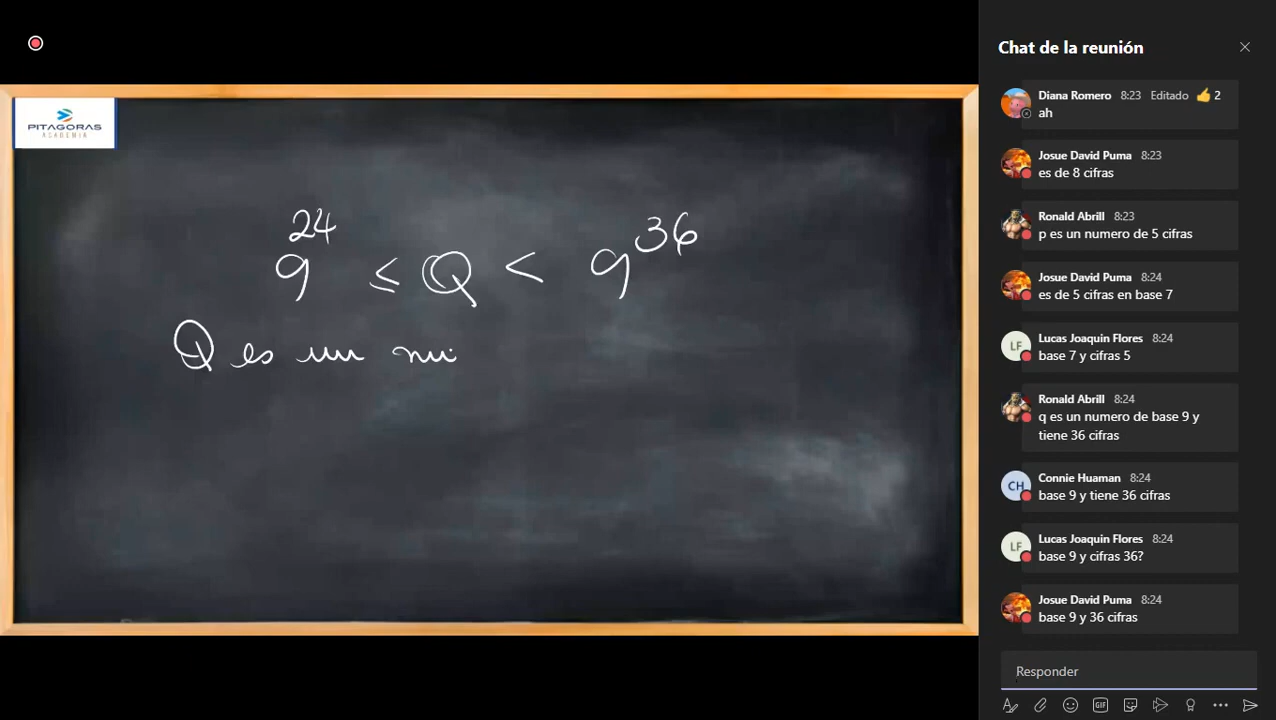 Chat de la reunión
PITAGORAS
ACADEMIA
9^24 ≤ Q < 9^36
Q es un nu
Diana Romero 8:23 Editado 👍 2
ah
Josue David Puma 8:23
es de 8 cifras
Ronald Abrill 8:23
p es un numero de 5 cifras
Josue David Puma 8:24
es de 5 cifras en base 7
LF
Lucas Joaquin Flores 8:24
base 7 y cifras 5
Ronald Abrill 8:24
q es un numero de base 9 y
tiene 36 cifras
CH
Connie Huaman 8:24
base 9 y tiene 36 cifras
LF
Lucas Joaquin Flores 8:24
base 9 y cifras 36?
Josue David Puma 8:24
base 9 y 36 cifras
Responder
GIF